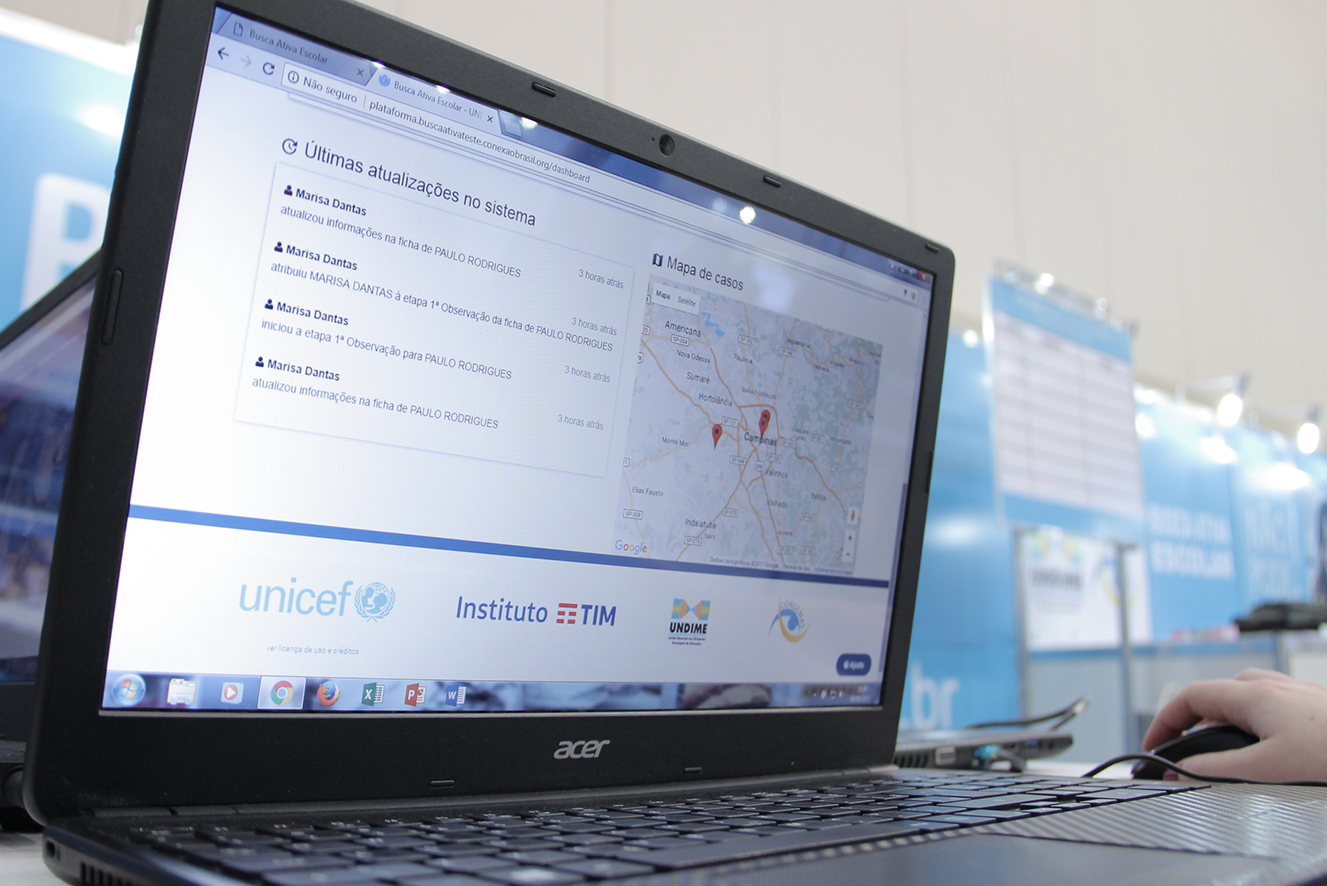 Busca Ativa Escolar
Busca Ativa Escolar - UN
Não seguro | plataforma.buscaativateste.conexaobrasil.org/dashboard
Últimas atualizações no sistema
Marisa Dantas
atualizou informações na ficha de PAULO RODRIGUES
3 horas atrás
Marisa Dantas
atribuiu MARISA DANTAS à etapa 1ª Observação da ficha de PAULO RODRIGUES
3 horas atrás
Marisa Dantas
iniciou a etapa 1ª Observação para PAULO RODRIGUES
3 horas atrás
Marisa Dantas
atualizou informações na ficha de PAULO RODRIGUES
3 horas atrás
Mapa de casos
Mapa Satélite
Americana
Nova Odessa
Paulínia
Sumaré
Hortolândia
Campinas
Monte Mor
Valinhos
Vinhedo
Itatiba
Elias Fausto
Indaiatuba
Google
unicef
Instituto TIM
UNDIME
ver licença de uso e créditos
Ajuda
acer
BUSCA ATIVA
ESCOLAR
UNDIME
.br